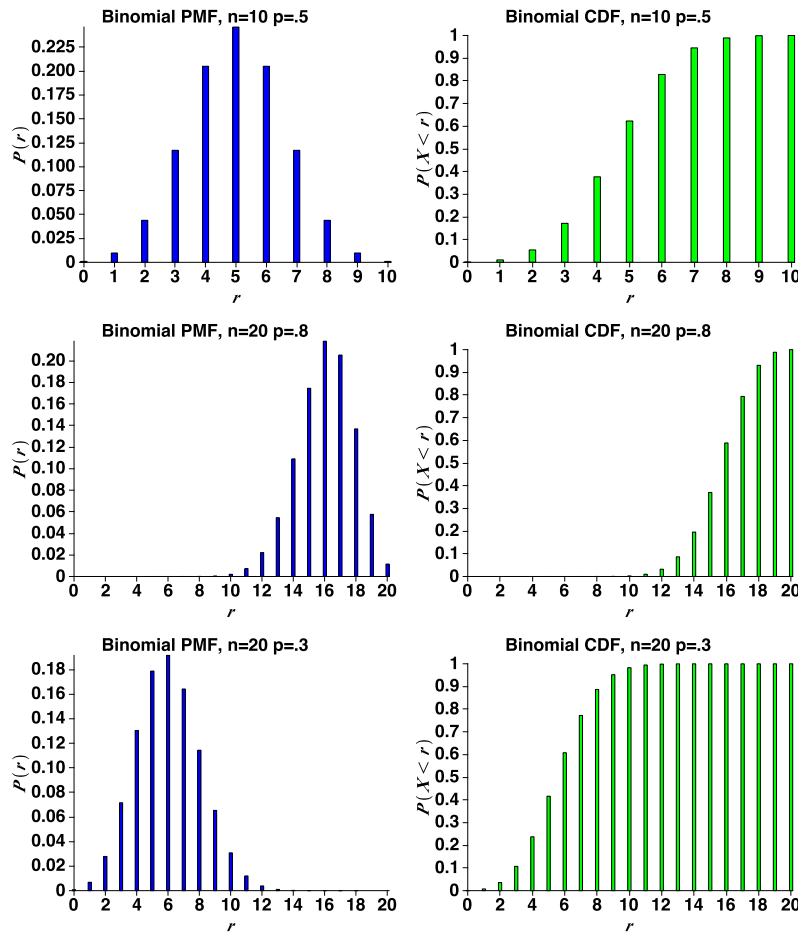 Binomial PMF, n=10 p=.5
P(r)
0.225
0.200
0.175
0.150
0.125
0.100
0.075
0.050
0.025
0
0 1 2 3 4 5 6 7 8 9 10
r
Binomial CDF, n=10 p=.5
P(X < r)
1
0.9
0.8
0.7
0.6
0.5
0.4
0.3
0.2
0.1
0
0 1 2 3 4 5 6 7 8 9 10
r
Binomial PMF, n=20 p=.8
P(r)
0.20
0.18
0.16
0.14
0.12
0.10
0.08
0.06
0.04
0.02
0
0 2 4 6 8 10 12 14 16 18 20
r
Binomial CDF, n=20 p=.8
P(X < r)
1
0.9
0.8
0.7
0.6
0.5
0.4
0.3
0.2
0.1
0
0 2 4 6 8 10 12 14 16 18 20
r
Binomial PMF, n=20 p=.3
P(r)
0.18
0.16
0.14
0.12
0.10
0.08
0.06
0.04
0.02
0
0 2 4 6 8 10 12 14 16 18 20
r
Binomial CDF, n=20 p=.3
P(X < r)
1
0.9
0.8
0.7
0.6
0.5
0.4
0.3
0.2
0.1
0
0 2 4 6 8 10 12 14 16 18 20
r